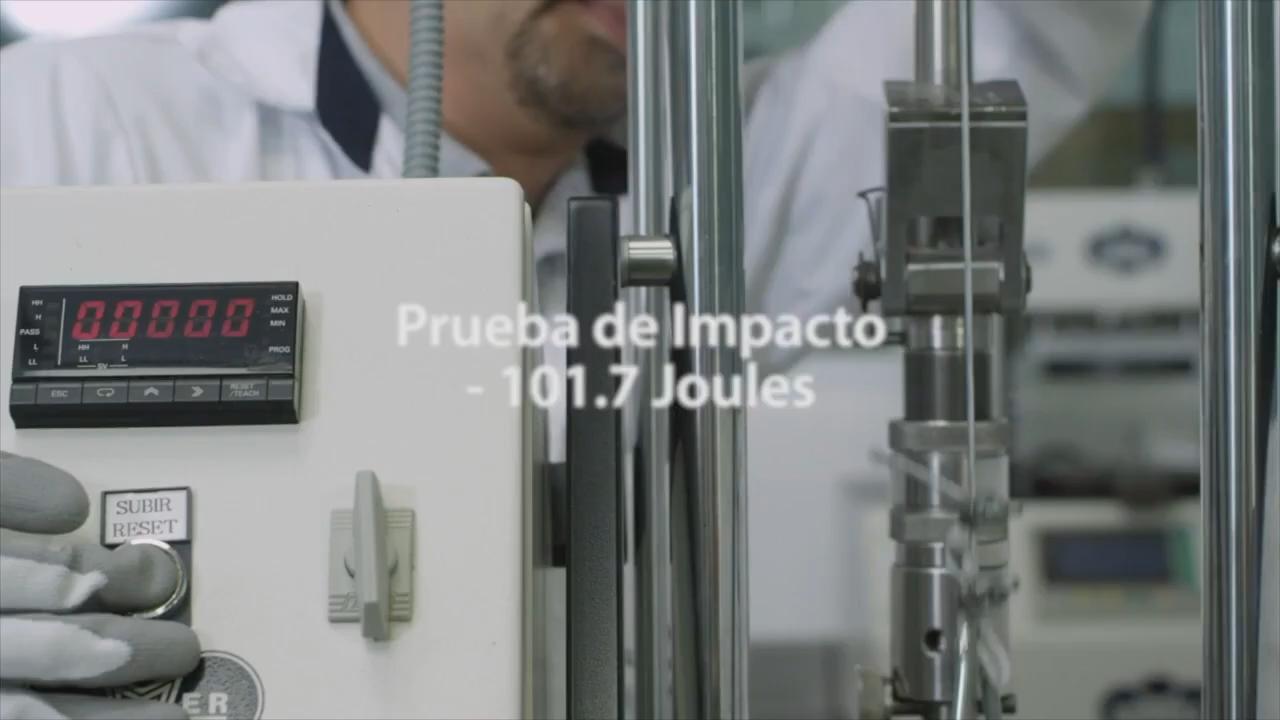 Prueba de Impacto
- 101.7 Joules
00000
HH
H
PASS
L
LL
HOLD
MAX
MIN
PROG
HH H
LL L
SV
ESC
RESET
/TEACH
SUBIR
RESET
ER